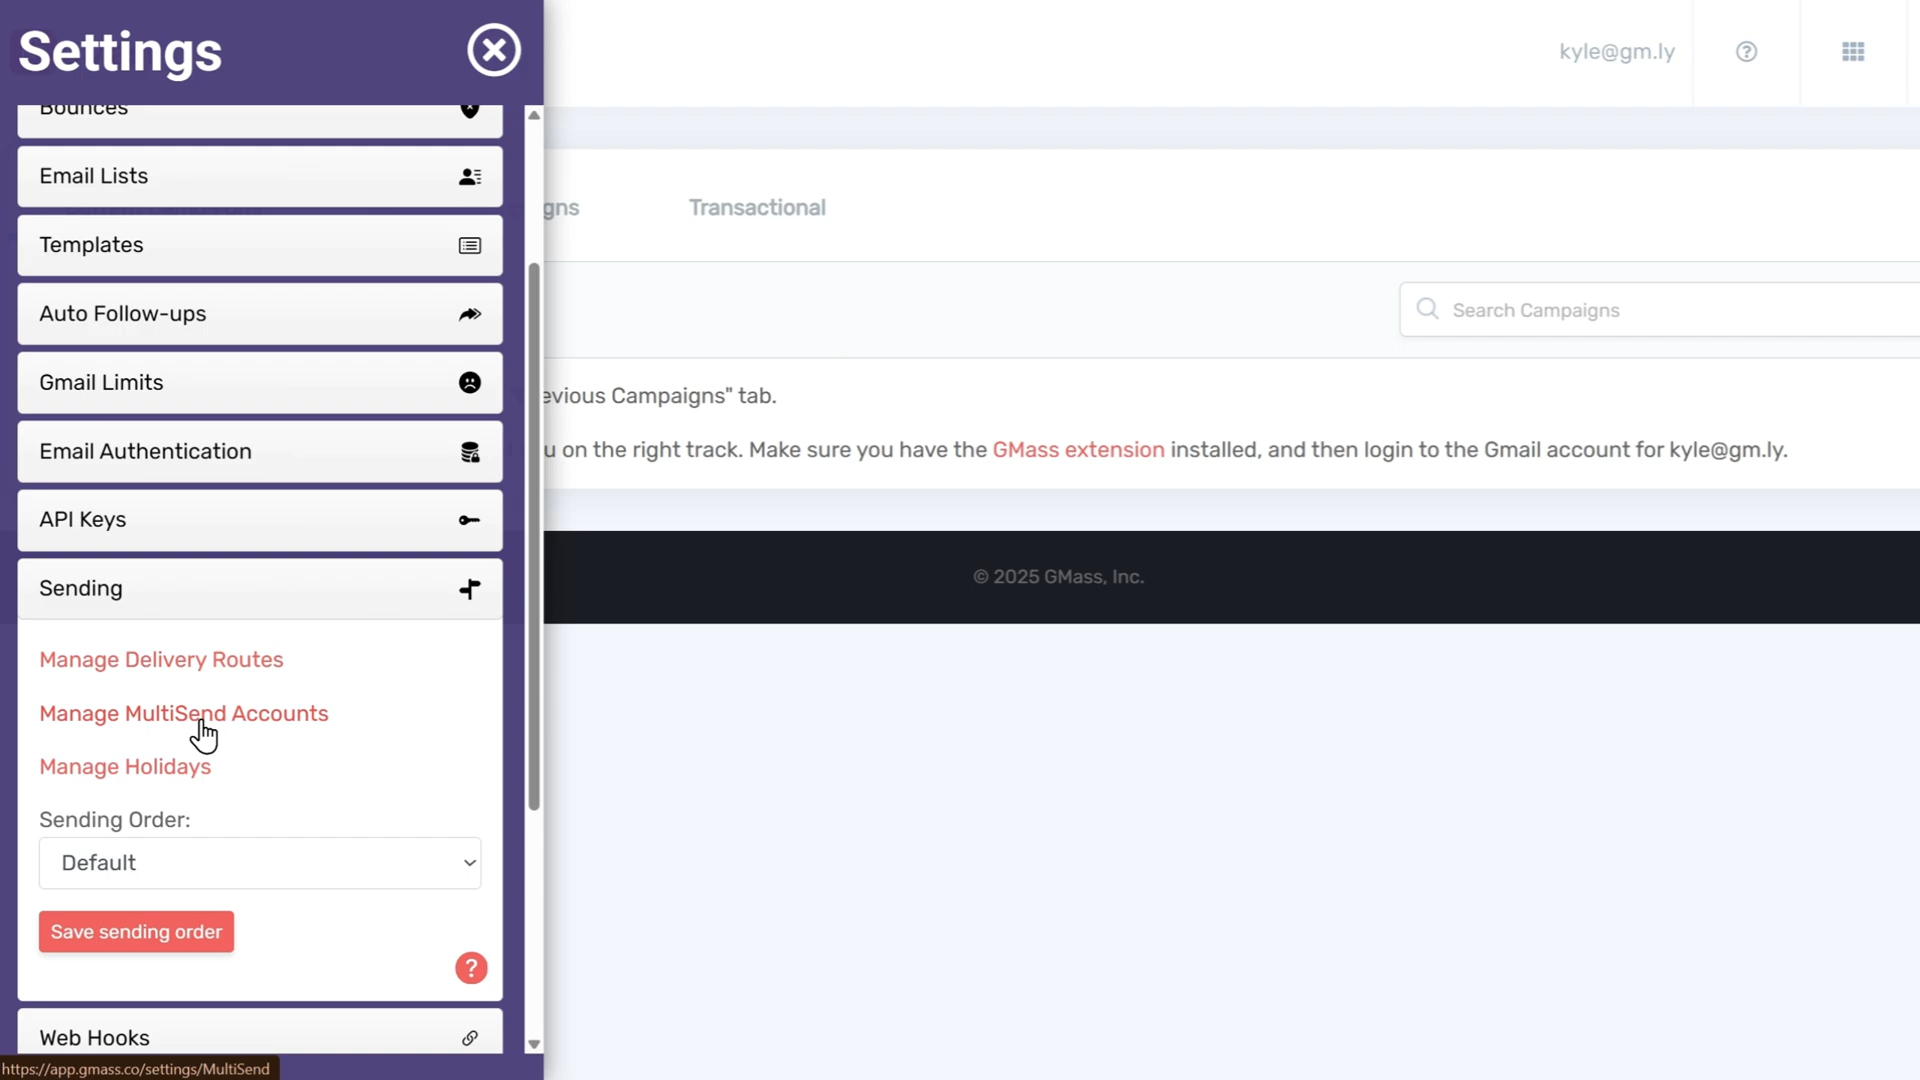 Settings
kyle@gm.ly
Bounces
Email Lists
gns
Transactional
Templates
Auto Follow-ups
Search Campaigns
Gmail Limits
evious Campaigns" tab.
Email Authentication
u on the right track. Make sure you have the GMass extension installed, and then login to the Gmail account for kyle@gm.ly.
API Keys
Sending
© 2025 GMass, Inc.
Manage Delivery Routes
Manage MultiSend Accounts
Manage Holidays
Sending Order:
Default
Save sending order
?
Web Hooks
https://app.gmass.co/settings/MultiSend